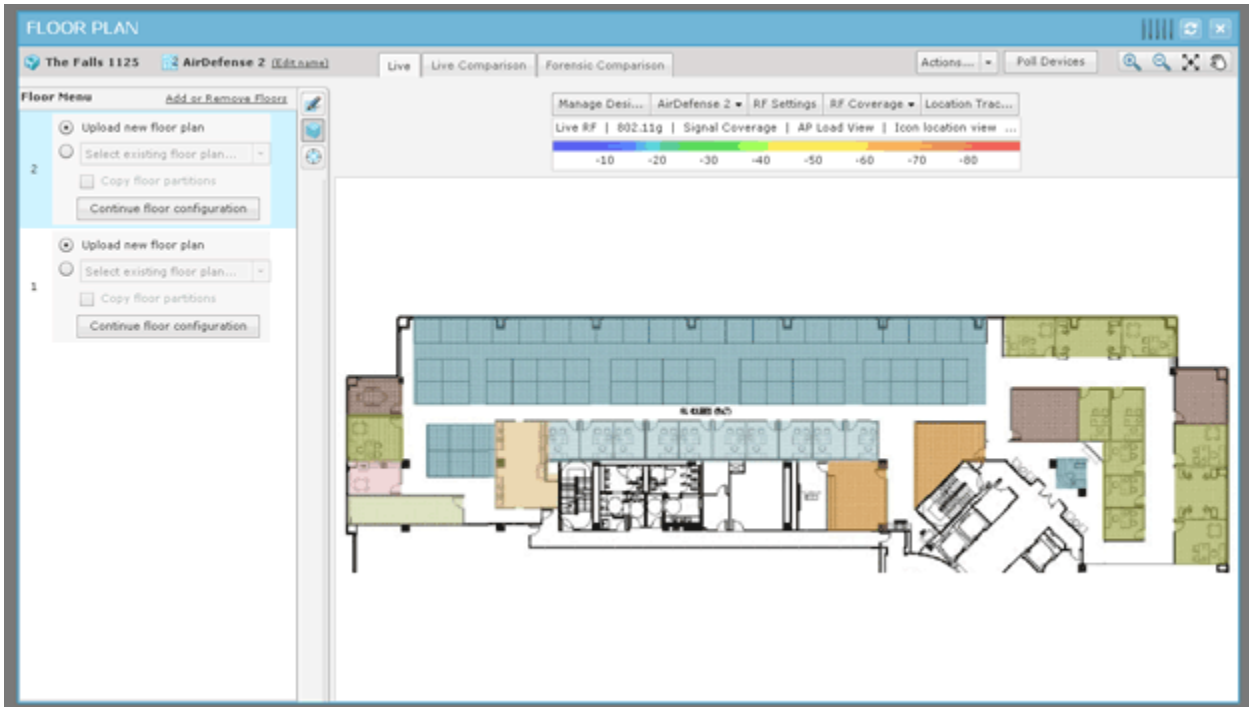 FLOOR PLAN
The Falls 1125 AirDefense 2 (Edit name) Live Live Comparison Forensic Comparison Actions... Poll Devices
Floor Menu Add or Remove Floors
Manage Desi... AirDefense 2 RF Settings RF Coverage Location Trac...
Live RF | 802.11g | Signal Coverage | AP Load View | Icon location view ...
-10 -20 -30 -40 -50 -60 -70 -80
2
Upload new floor plan
Select existing floor plan...
Copy floor partitions
Continue floor configuration
1
Upload new floor plan
Select existing floor plan...
Copy floor partitions
Continue floor configuration